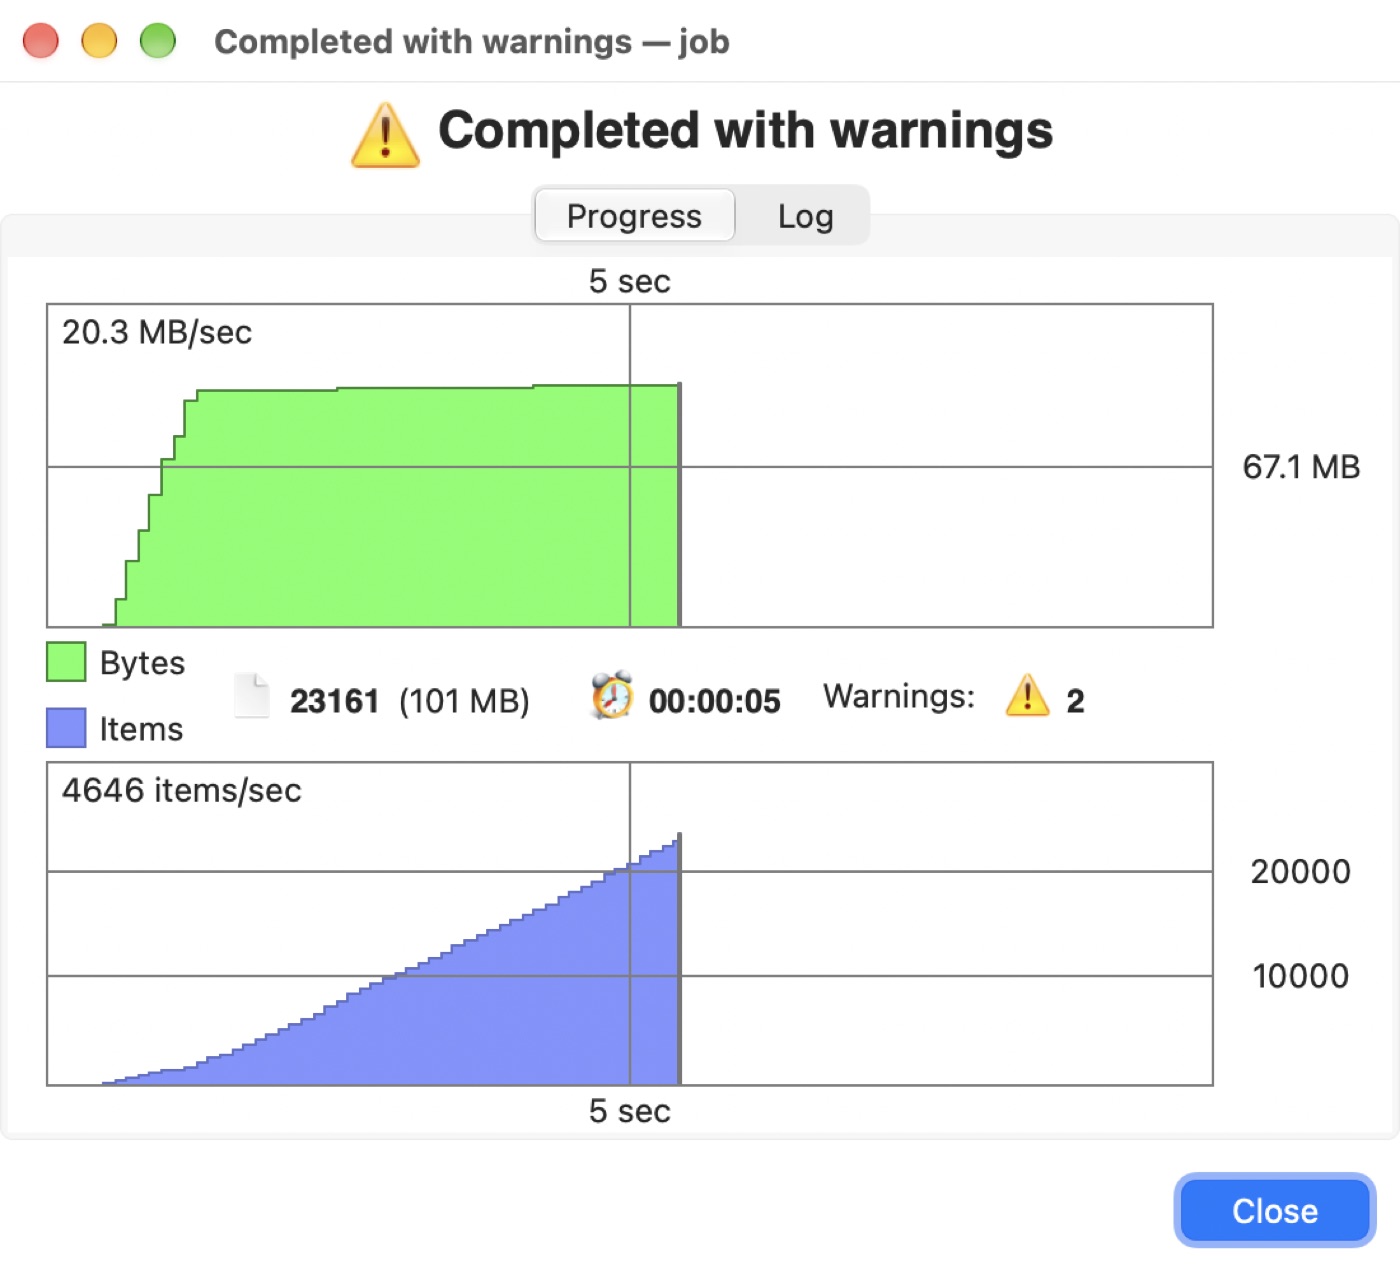 Completed with warnings — job
Completed with warnings
Progress
Log
5 sec
20.3 MB/sec
67.1 MB
Bytes
Items
23161 (101 MB)
00:00:05
Warnings:
2
4646 items/sec
20000
10000
5 sec
Close